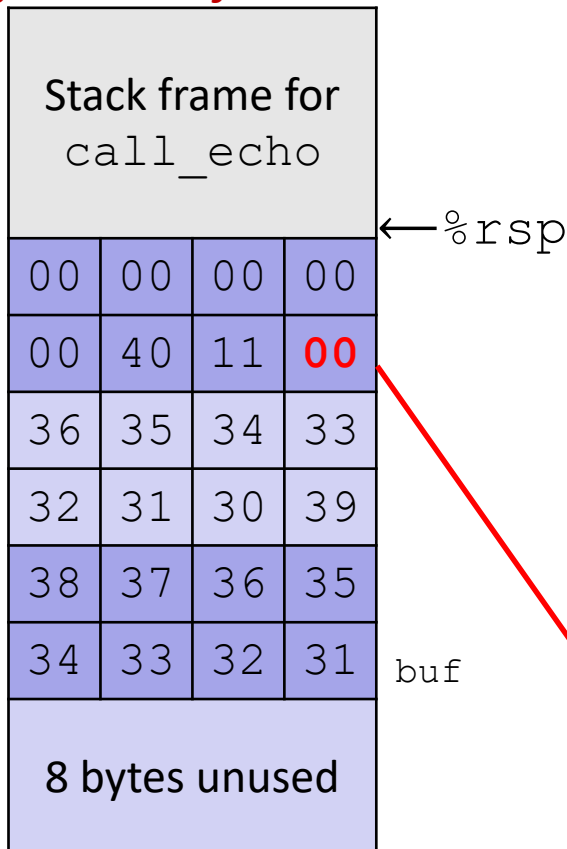 Stack frame for
call_echo
←%rsp
00 00 00 00
00 40 11 00
36 35 34 33
32 31 30 39
38 37 36 35
34 33 32 31 buf
8 bytes unused